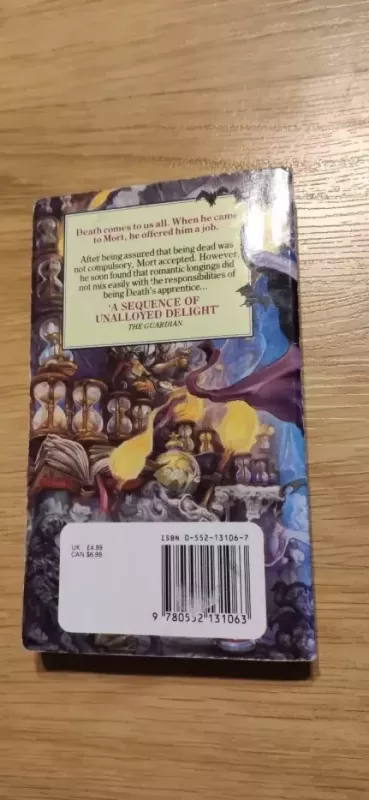 Death comes to us all. When he came
to Mort, he offered him a job.
After being assured that being dead was
not compulsory, Mort accepted. However,
he soon found that romantic longings did
not mix easily with the responsibilities of
being Death's apprentice...
'A SEQUENCE OF
UNALLOYED DELIGHT'
THE GUARDIAN
ISBN 0-552-13106-7
UK £4.99
CAN $6.99
9 780552 131063